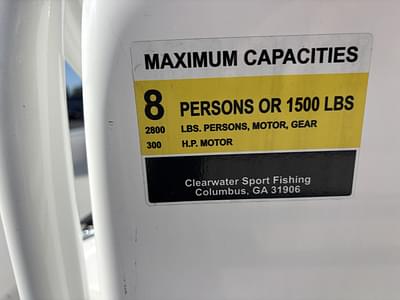 MAXIMUM CAPACITIES
8 PERSONS OR 1500 LBS
2800 LBS. PERSONS, MOTOR, GEAR
300 H.P. MOTOR
Clearwater Sport Fishing
Columbus, GA 31906